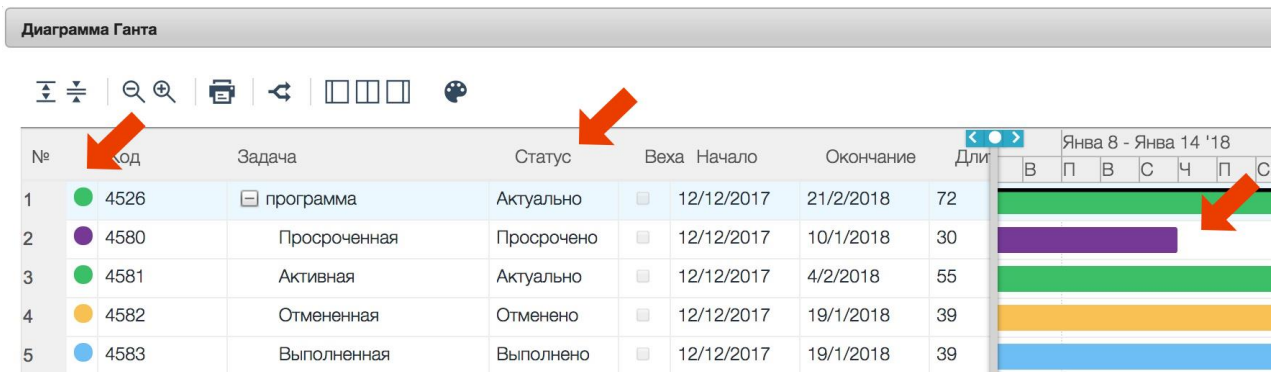 Диаграмма Ганта
№ Код Задача Статус Веха Начало Окончание Дли Янва 8 - Янва 14 '18
В П В С Ч П С
1 4526 программа Актуально 12/12/2017 21/2/2018 72
2 4580 Просроченная Просрочено 12/12/2017 10/1/2018 30
3 4581 Активная Актуально 12/12/2017 4/2/2018 55
4 4582 Отмененная Отменено 12/12/2017 19/1/2018 39
5 4583 Выполненная Выполнено 12/12/2017 19/1/2018 39